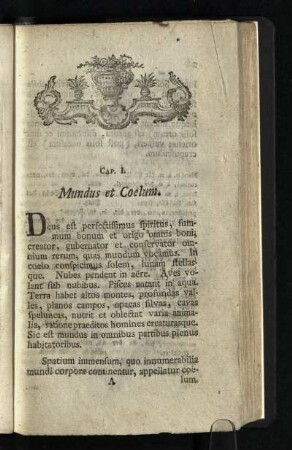 CAP. I.
Mundus et Coelum.
Deus est perfectissimus spiritus, sum-
mum bonum et origo omnis boni,
creator, gubernator et conservator om-
nium rerum, quas mundum vocimus. In
coelo conspicimus solem, lunam stellas-
que. Nubes pendent in aëre. Aves vo-
lant sub nubibus. Pisces natant in aqua.
Terra habet altos montes, profundas val-
les, planos campos, opacas silvas, cavas
speluncas, nutrit et oblectat varia anima-
lia, ratione praeditos homines creaturasque.
Sic est mundus in omnibus partibus plenus
habitatoribus.
Spatium immensum, quo innumerabilia
mundi corpora continentur, appellatur coe-
A lum.